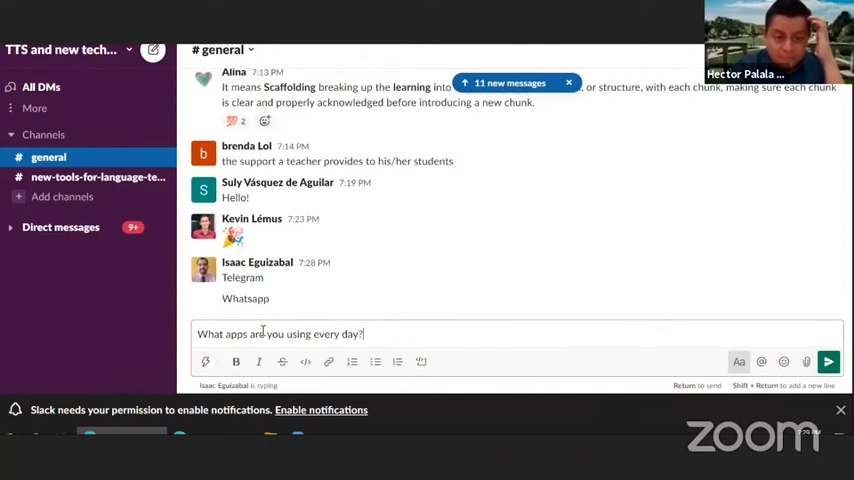 TTS and new tech...
# general
Hector Palala ...
All DMs
More
Channels
# general
# new-tools-for-language-te...
+ Add channels
Direct messages 9+
11 new messages
Alina 7:13 PM
It means Scaffolding breaking up the learning into or structure, with each chunk, making sure each chunk
is clear and properly acknowledged before introducing a new chunk.
💯 2
b
brenda Lol 7:14 PM
the support a teacher provides to his/her students
S
Suly Vásquez de Aguilar 7:19 PM
Hello!
Kevin Lémus 7:23 PM
🎉
Isaac Eguizabal 7:28 PM
Telegram
Whatsapp
What apps are you using every day?
B I S Aa @
Isaac Eguizabal is typing
Return to send Shift + Return to add a new line
Slack needs your permission to enable notifications. Enable notifications
zoom